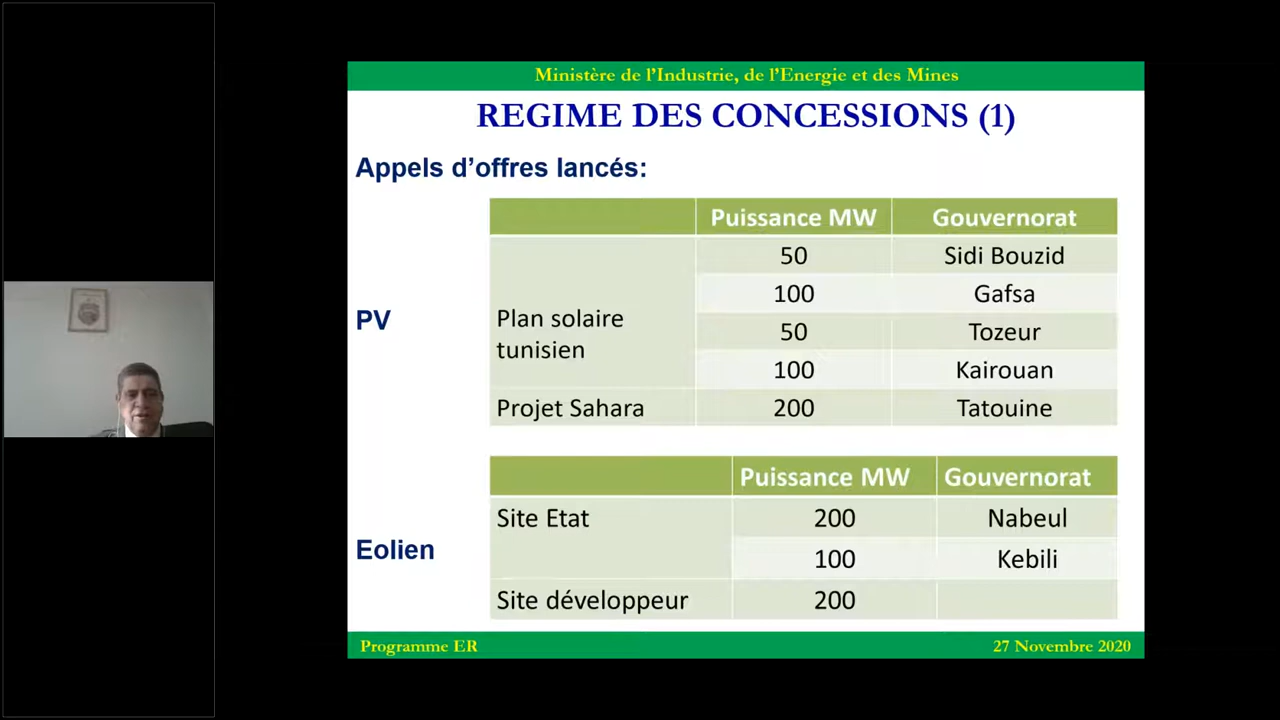 Ministère de l'Industrie, de l'Energie et des Mines
REGIME DES CONCESSIONS (1)
Appels d'offres lancés:
Puissance MW Gouvernorat
50 Sidi Bouzid
100 Gafsa
PV
Plan solaire
tunisien
50 Tozeur
100 Kairouan
Projet Sahara 200 Tatouine
Puissance MW Gouvernorat
Site Etat 200 Nabeul
Eolien
100 Kebili
Site développeur 200
Programme ER
27 Novembre 2020